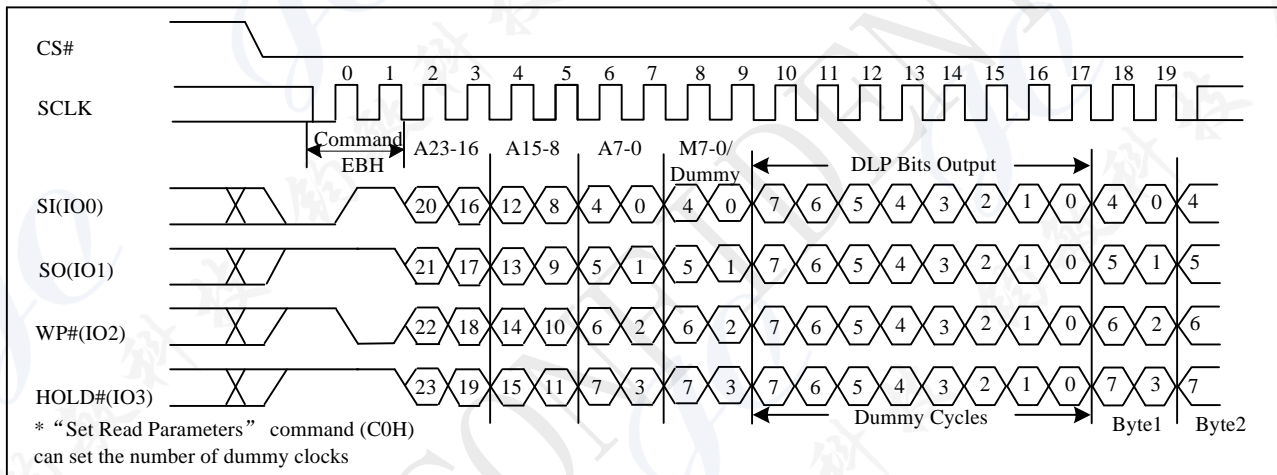 CS#
0 1 2 3 4 5 6 7 8 9 10 11 12 13 14 15 16 17 18 19
SCLK
Command
EBH
A23-16 A15-8 A7-0 M7-0/
Dummy
DLP Bits Output
SI(IO0) 20 16 12 8 4 0 4 0 7 6 5 4 3 2 1 0 4 0 4
SO(IO1) 21 17 13 9 5 1 5 1 7 6 5 4 3 2 1 0 5 1 5
WP#(IO2) 22 18 14 10 6 2 6 2 7 6 5 4 3 2 1 0 6 2 6
HOLD#(IO3) 23 19 15 11 7 3 7 3 7 6 5 4 3 2 1 0 7 3 7
Dummy Cycles Byte1 Byte2
*“Set Read Parameters” command (C0H)
can set the number of dummy clocks